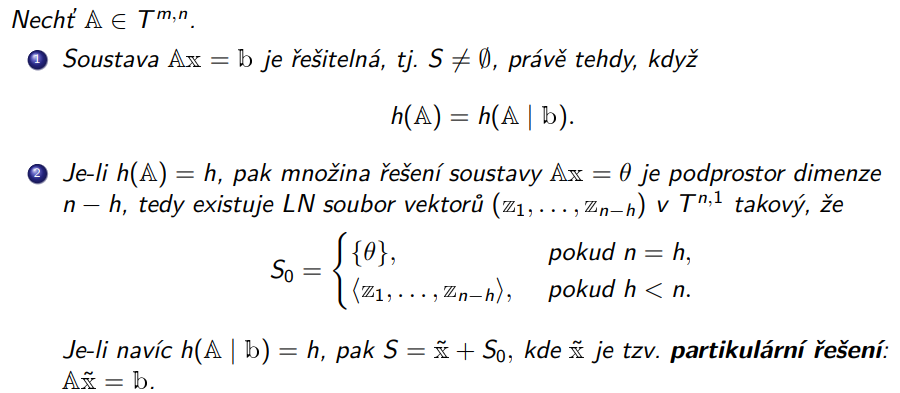 Nechť 𝔸 ∈ T^{m,n}.
1 Soustava 𝔸𝕩 = 𝕓 je řešitelná, tj. S ≠ ∅, právě tehdy, když
h(𝔸) = h(𝔸 | 𝕓).
2 Je-li h(𝔸) = h, pak množina řešení soustavy 𝔸𝕩 = θ je podprostor dimenze
n − h, tedy existuje LN soubor vektorů (𝕫₁, . . . , 𝕫ₙ₋ₕ) v T^{n,1} takový, že
S₀ = { {θ}, pokud n = h,
⟨𝕫₁, . . . , 𝕫ₙ₋ₕ⟩, pokud h < n.
Je-li navíc h(𝔸 | 𝕓) = h, pak S = 𝕩̃ + S₀, kde 𝕩̃ je tzv. partikulární řešení:
𝔸𝕩̃ = 𝕓.